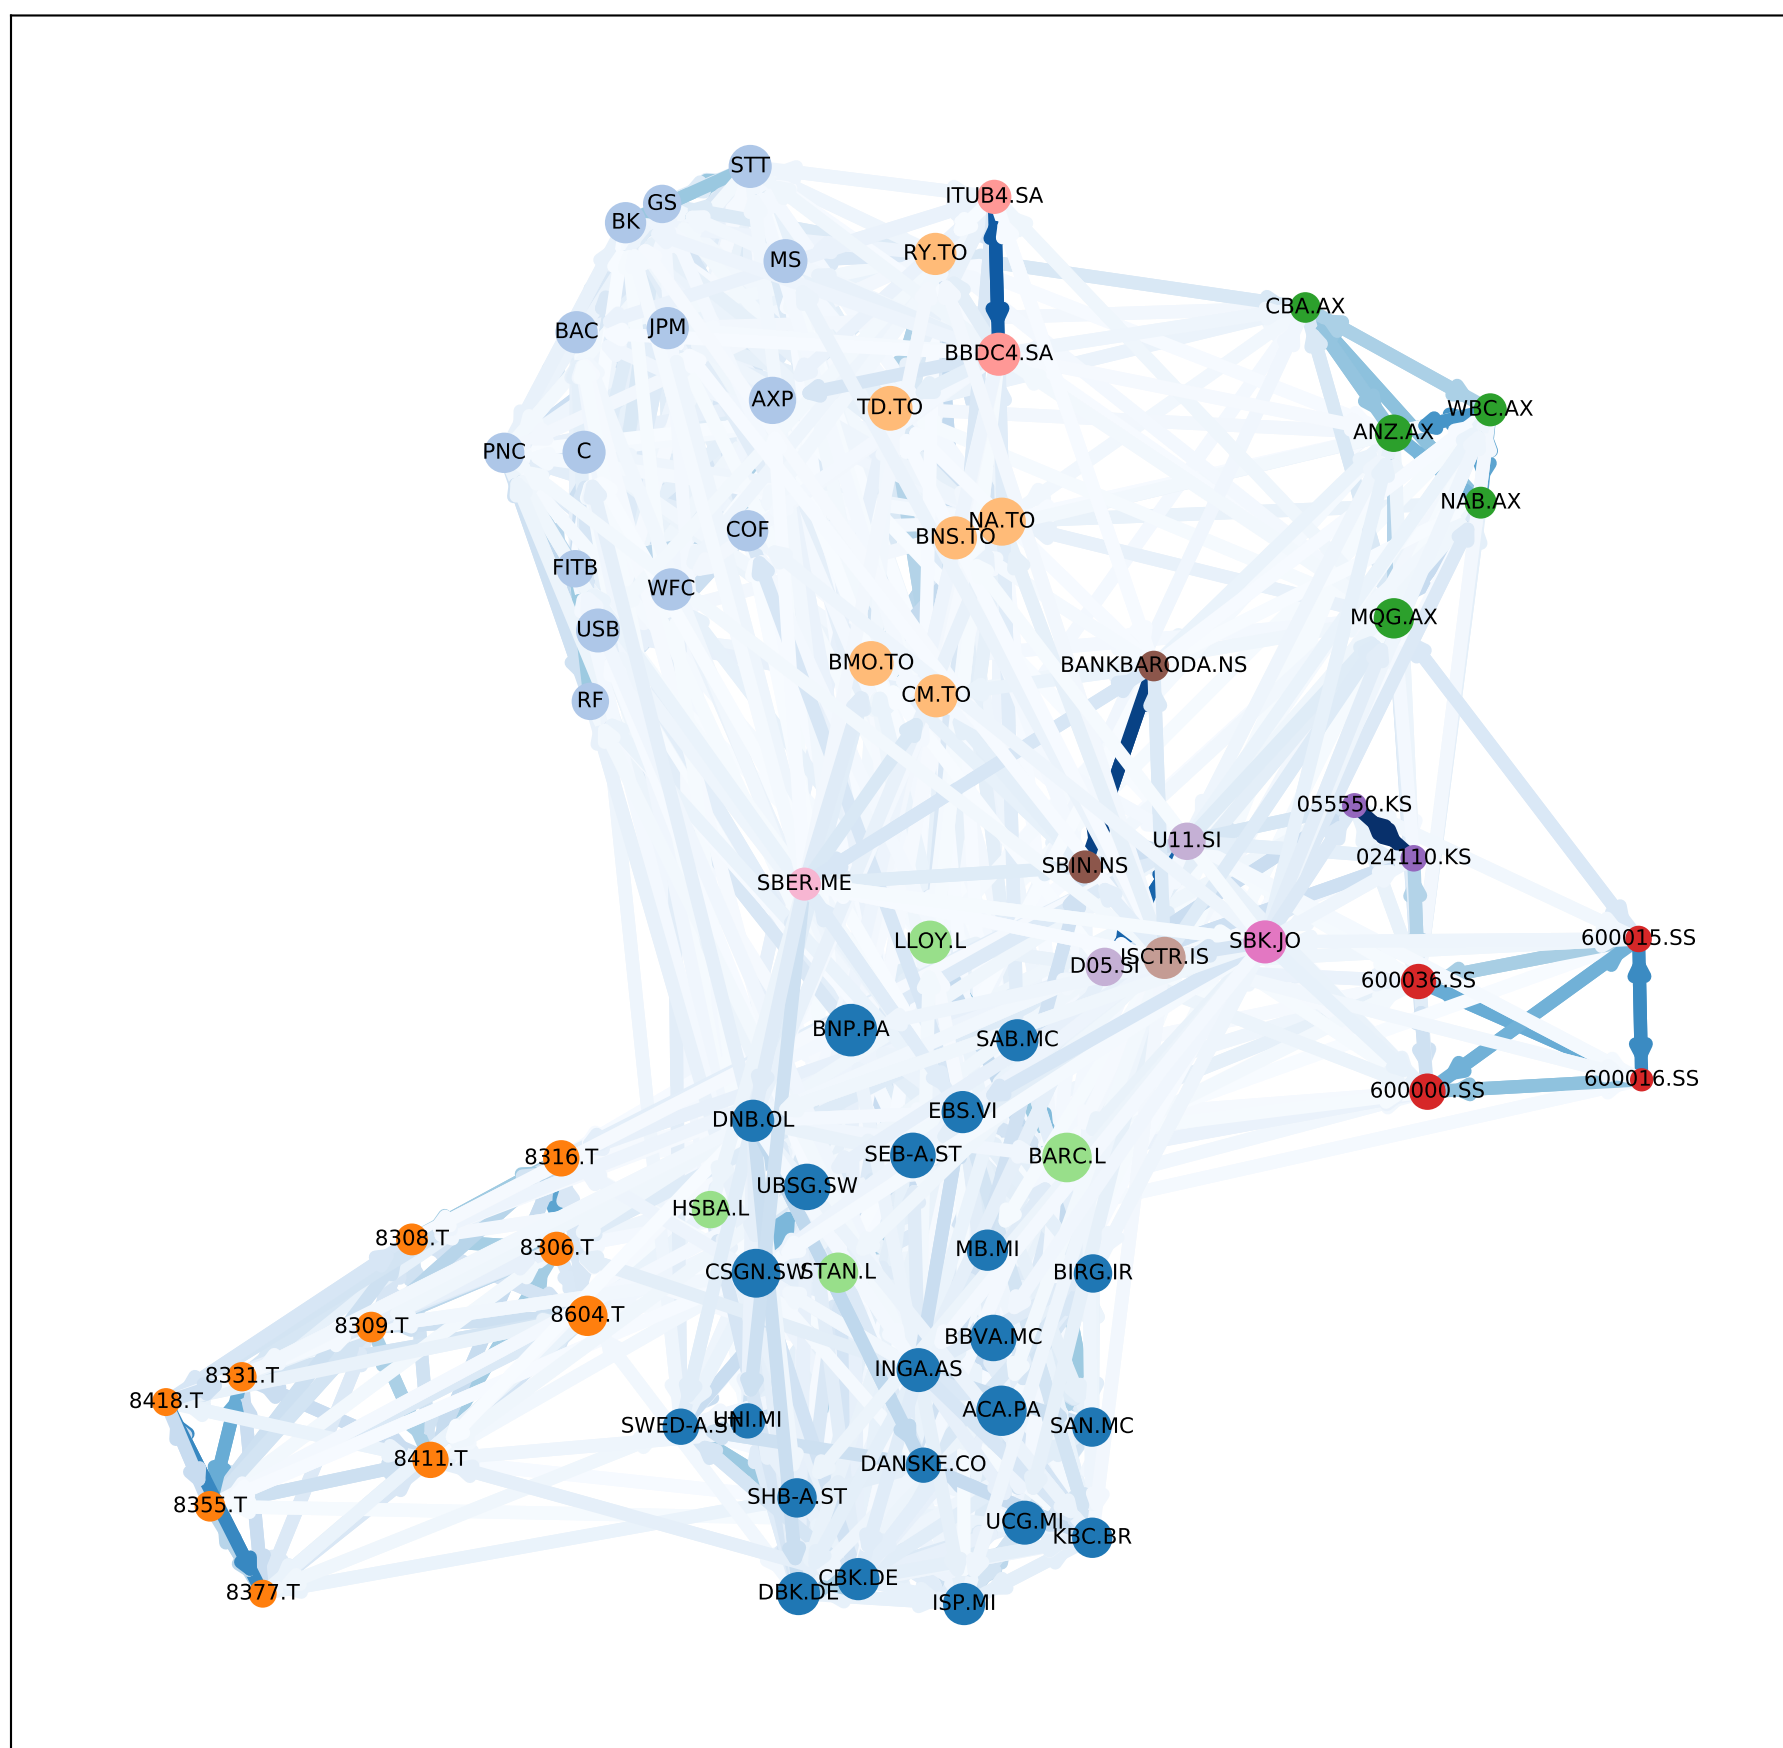 STT
GS
ITUB4.SA
BK
RY.TO
MS
CBA.AX
JPM
BAC
BBDC4.SA
AXP
TD.TO
WBC.AX
ANZ.AX
PNC
C
NAB.AX
NA.TO
COF
BNS.TO
FITB
WFC
MQG.AX
USB
BMO.TO
BANKBARODA.NS
CM.TO
RF
055550.KS
U11.SI
024110.KS
SBIN.NS
SBER.ME
600015.SS
LLOY.L
SBK.JO
ISCTR.IS
D05.SI
600036.SS
BNP.PA
SAB.MC
600016.SS
600000.SS
EBS.VI
DNB.OL
SEB-A.ST
BARC.L
8316.T
UBSG.SW
HSBA.L
8308.T
8306.T
MB.MI
CSGN.SW
STAN.L
BIRG.IR
8604.T
8309.T
BBVA.MC
INGA.AS
8331.T
8418.T
ACA.PA
UNI.MI
SWED-A.ST
SAN.MC
8411.T
DANSKE.CO
SHB-A.ST
8355.T
UCG.MI
KBC.BR
CBK.DE
8377.T
DBK.DE
ISP.MI